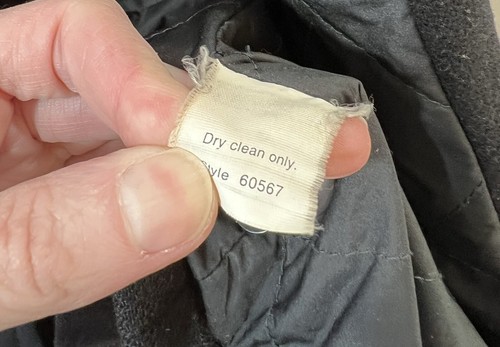 Dry clean only.
Style 60567